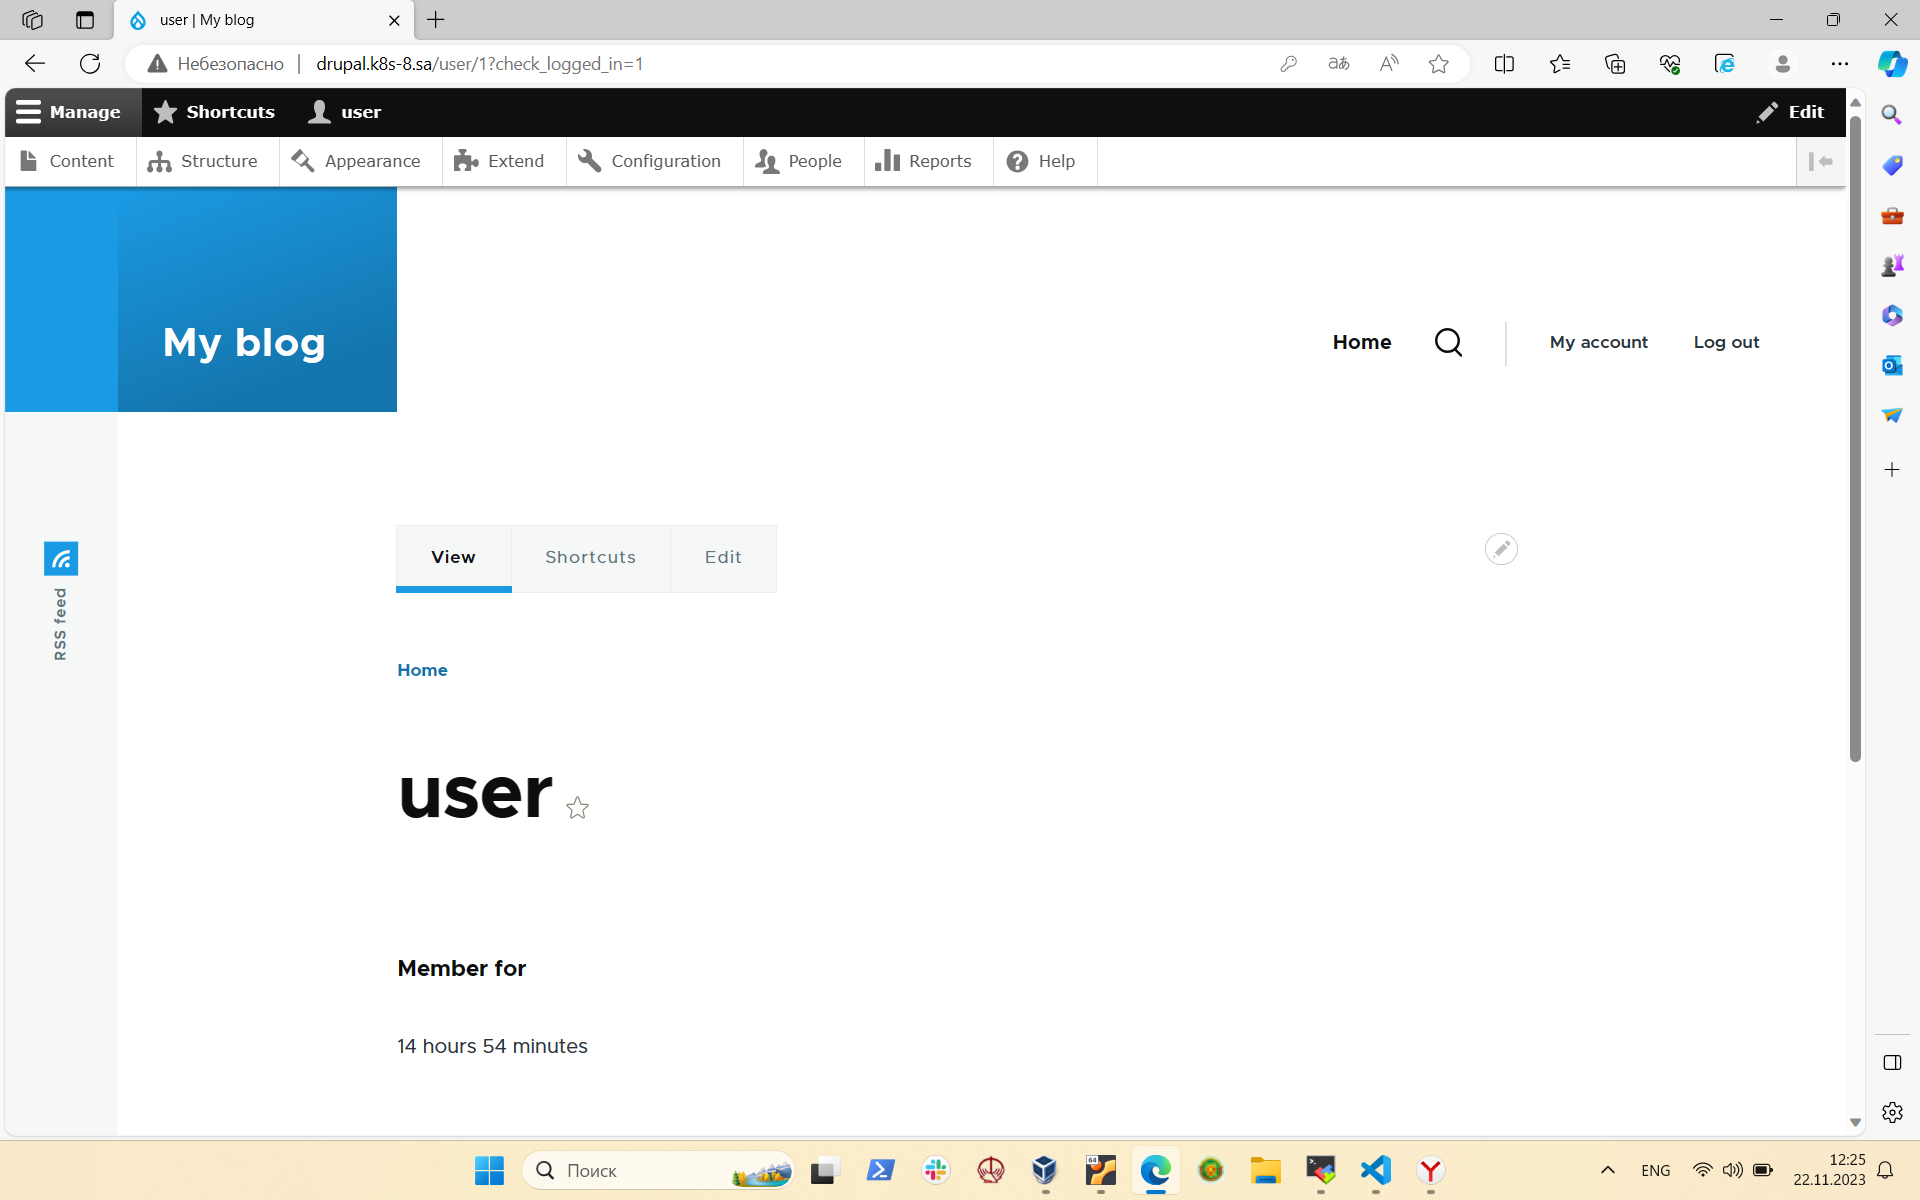 user | My blog
Небезопасно
drupal.k8s-8.sa/user/1?check_logged_in=1
Manage
Shortcuts
user
Edit
Content
Structure
Appearance
Extend
Configuration
People
Reports
Help
My blog
Home
My account
Log out
View
Shortcuts
Edit
RSS feed
Home
user
Member for
14 hours 54 minutes
Поиск
64
ENG
12:25
22.11.2023